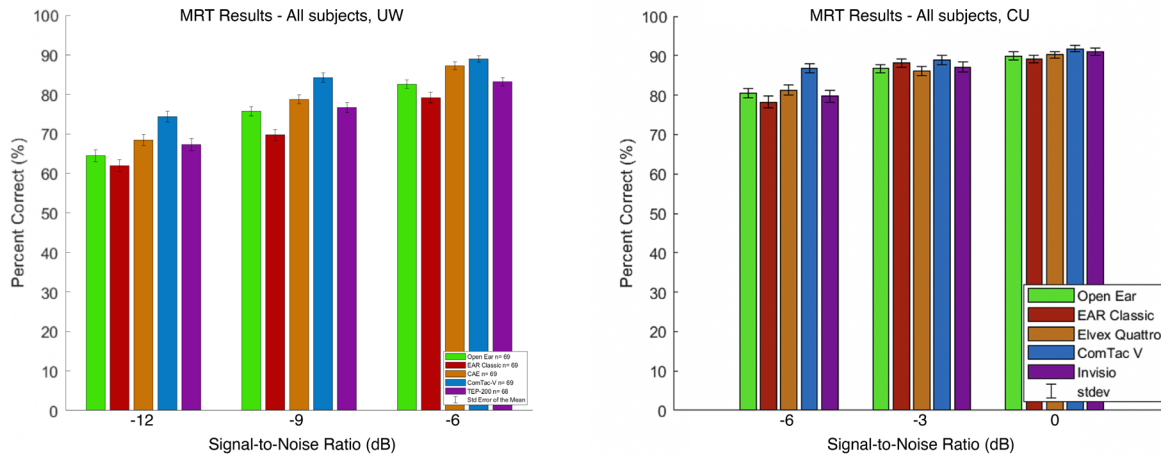 MRT Results - All subjects, UW
Percent Correct (%)
100
90
80
70
60
50
40
30
20
10
0
-12
-9
-6
Signal-to-Noise Ratio (dB)
Open Ear n= 69
EAR Classic n= 69
CAE n= 69
ComTac-V n= 69
TEP-200 n= 68
Std Error of the Mean
MRT Results - All subjects, CU
Percent Correct (%)
100
90
80
70
60
50
40
30
20
10
0
-6
-3
0
Signal-to-Noise Ratio (dB)
Open Ear
EAR Classic
Elvex Quattro
ComTac V
Invisio
stdev